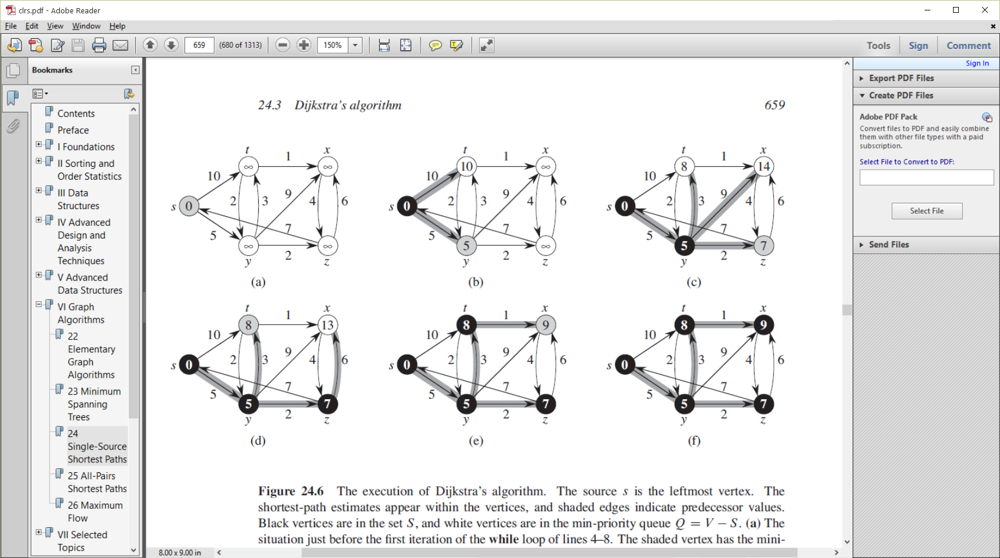 clrs.pdf - Adobe Reader
File Edit View Window Help
659 (680 of 1313) 150% Tools Sign Comment
Bookmarks
Contents
Preface
I Foundations
II Sorting and
Order Statistics
III Data
Structures
IV Advanced
Design and
Analysis
Techniques
V Advanced
Data Structures
VI Graph
Algorithms
22
Elementary
Graph
Algorithms
23 Minimum
Spanning
Trees
24
Single-Source
Shortest Paths
25 All-Pairs
Shortest Paths
26 Maximum
Flow
VII Selected
Topics
24.3 Dijkstra's algorithm 659
t x
1
∞ ∞
10
9
s 0 2 3 4 6
7
5
∞ ∞
2
y z
(a)
t x
1
10 ∞
10
9
s 0 2 3 4 6
7
5
5 ∞
2
y z
(b)
t x
1
8 14
10
9
s 0 2 3 4 6
7
5
5 7
2
y z
(c)
t x
1
8 13
10
9
s 0 2 3 4 6
7
5
5 7
2
y z
(d)
t x
1
8 9
10
9
s 0 2 3 4 6
7
5
5 7
2
y z
(e)
t x
1
8 9
10
9
s 0 2 3 4 6
7
5
5 7
2
y z
(f)
Figure 24.6 The execution of Dijkstra's algorithm. The source s is the leftmost vertex. The
shortest-path estimates appear within the vertices, and shaded edges indicate predecessor values.
Black vertices are in the set S, and white vertices are in the min-priority queue Q = V − S. (a) The
situation just before the first iteration of the while loop of lines 4–8. The shaded vertex has the mini-
8.00 x 9.00 in
Sign In
Export PDF Files
Create PDF Files
Adobe PDF Pack
Convert files to PDF and easily combine
them with other file types with a paid
subscription.
Select File to Convert to PDF:
Select File
Send Files